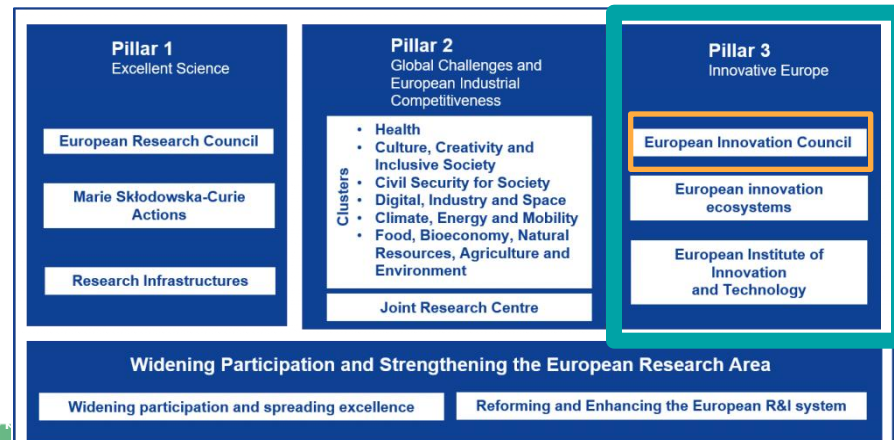 Pillar 1
Excellent Science
European Research Council
Marie Skłodowska-Curie
Actions
Research Infrastructures
Pillar 2
Global Challenges and
European Industrial
Competitiveness
Clusters
• Health
• Culture, Creativity and
Inclusive Society
• Civil Security for Society
• Digital, Industry and Space
• Climate, Energy and Mobility
• Food, Bioeconomy, Natural
Resources, Agriculture and
Environment
Joint Research Centre
Pillar 3
Innovative Europe
European Innovation Council
European innovation
ecosystems
European Institute of
Innovation
and Technology
Widening Participation and Strengthening the European Research Area
Widening participation and spreading excellence
Reforming and Enhancing the European R&I system